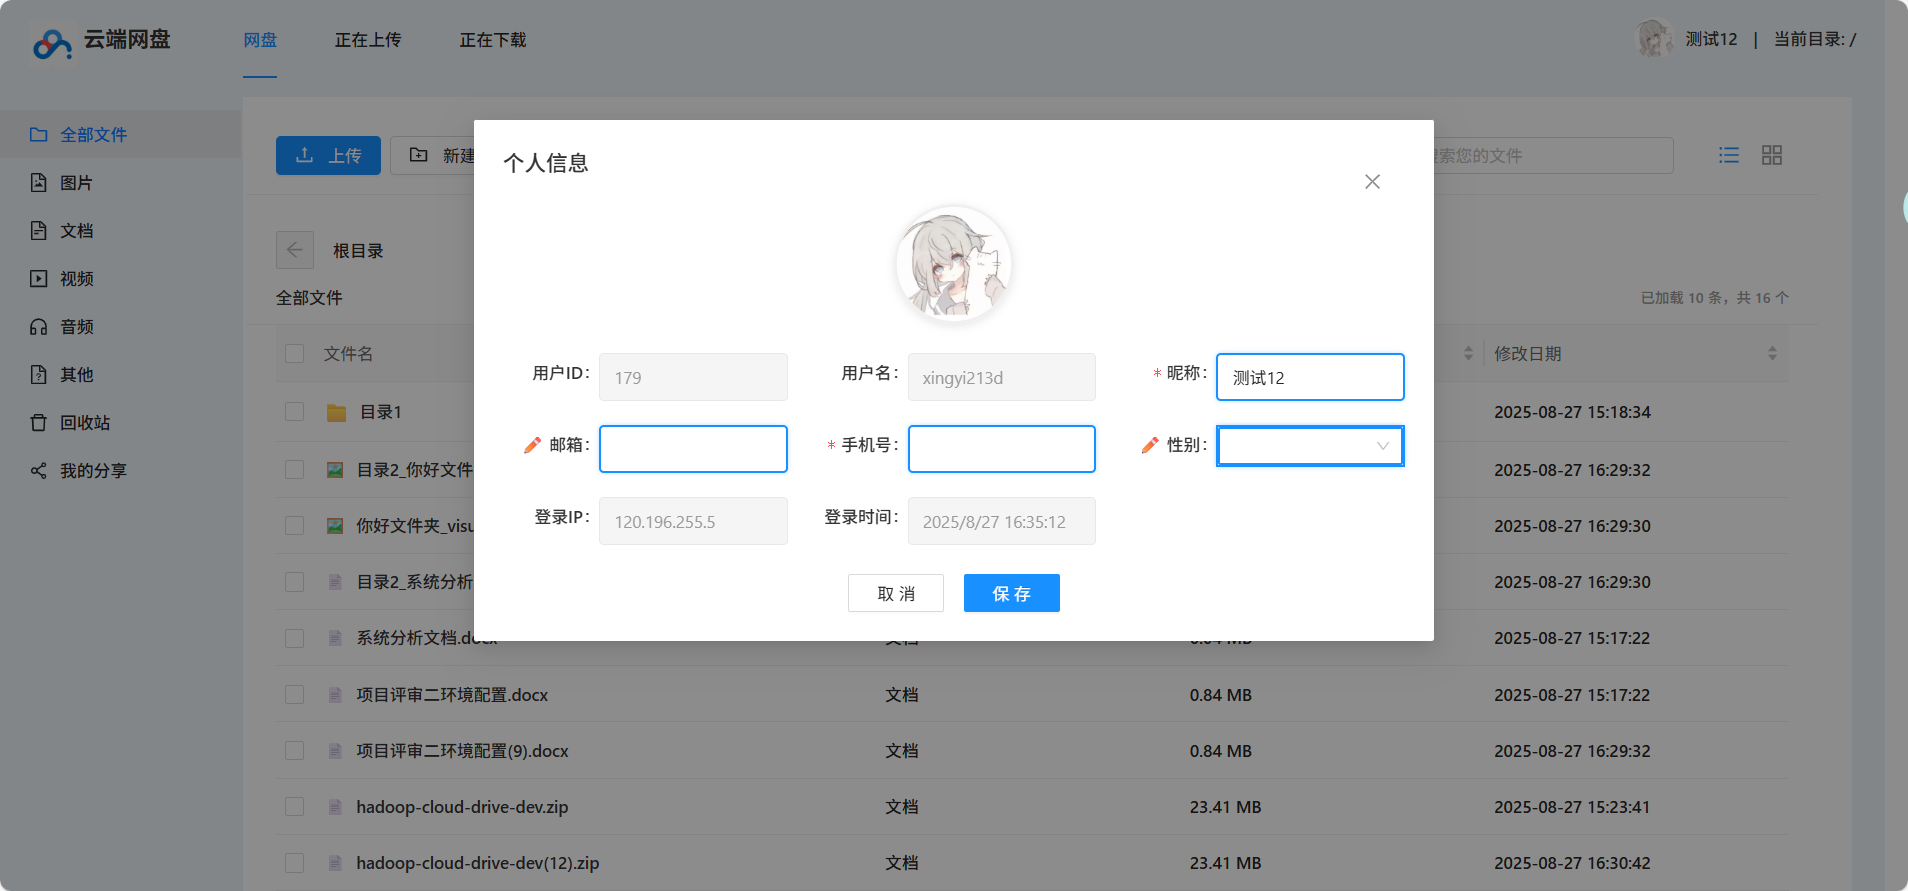 云端网盘
网盘 正在上传 正在下载
测试12 | 当前目录: /
全部文件
图片
文档
视频
音频
其他
回收站
我的分享
上传 新建
搜索您的文件
根目录
全部文件
已加载 10 条，共 16 个
文件名 修改日期
目录1 2025-08-27 15:18:34
目录2_你好文件 2025-08-27 16:29:32
你好文件夹_visu 2025-08-27 16:29:30
目录2_系统分析 2025-08-27 16:29:30
系统分析文档.docx 文档 0.84 MB 2025-08-27 15:17:22
项目评审二环境配置.docx 文档 0.84 MB 2025-08-27 15:17:22
项目评审二环境配置(9).docx 文档 0.84 MB 2025-08-27 16:29:32
hadoop-cloud-drive-dev.zip 文档 23.41 MB 2025-08-27 15:23:41
hadoop-cloud-drive-dev(12).zip 文档 23.41 MB 2025-08-27 16:30:42
个人信息
用户ID: 179 用户名: xingyi213d * 昵称: 测试12
邮箱: * 手机号: 性别:
登录IP: 120.196.255.5 登录时间: 2025/8/27 16:35:12
取 消 保 存